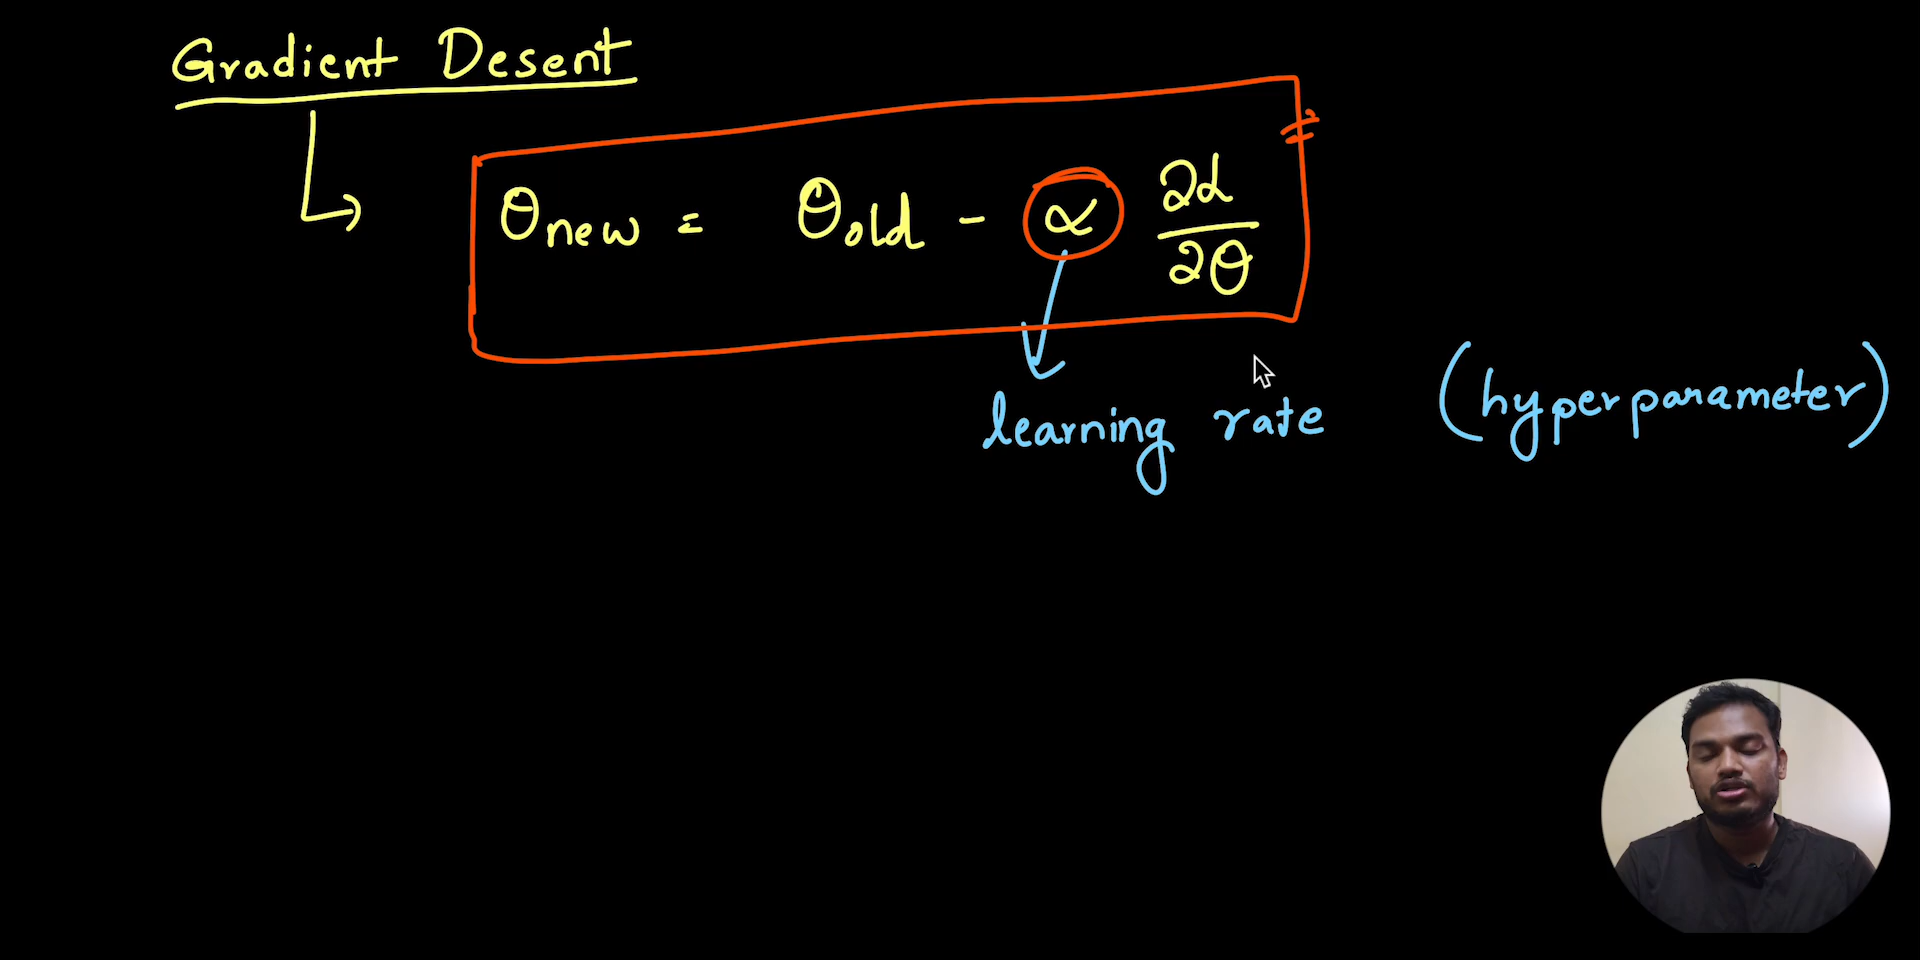 Gradient Desent
θnew = θold - α ∂L/∂θ
learning rate (hyperparameter)